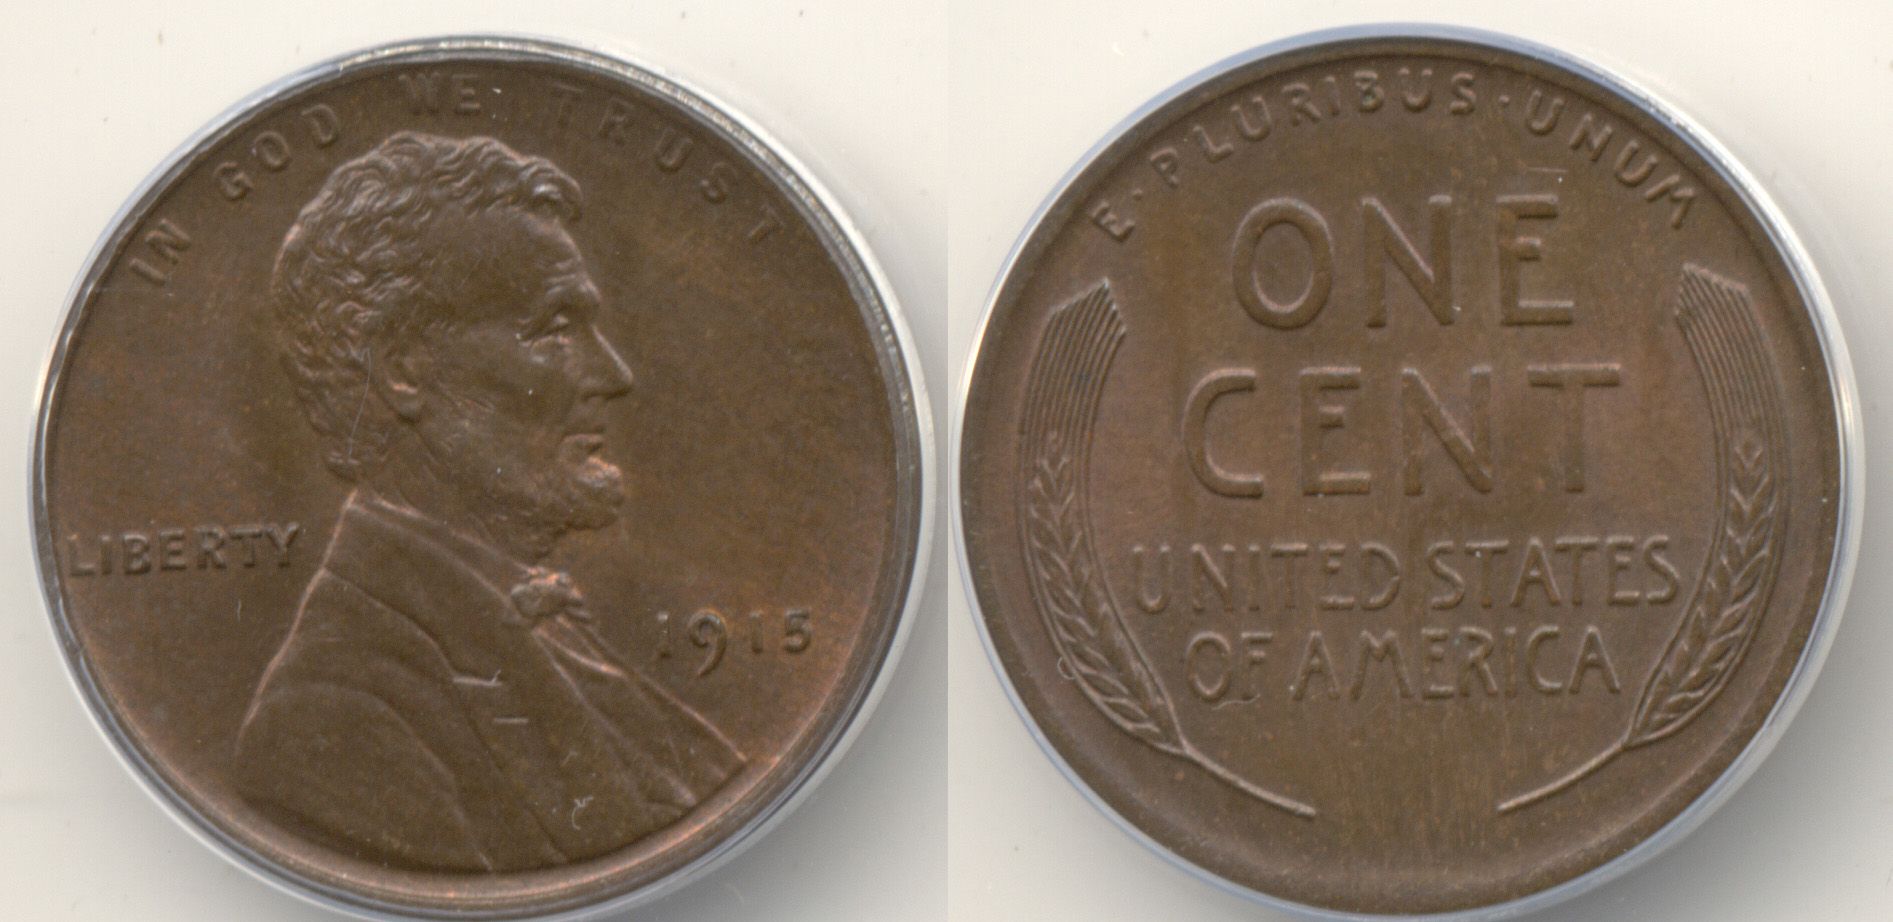 IN GOD WE TRUST
LIBERTY
1915
E·PLURIBUS·UNUM
ONE
CENT
UNITED STATES
OF AMERICA